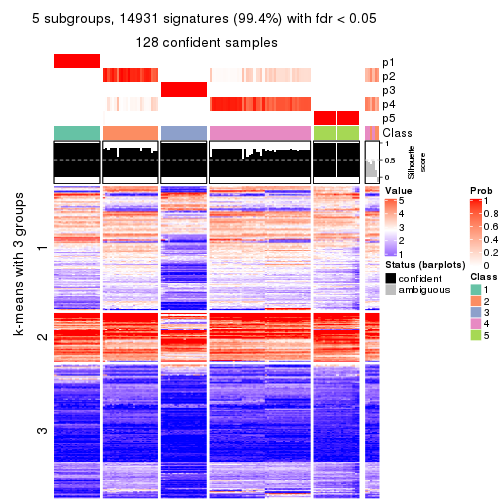 5 subgroups, 14931 signatures (99.4%) with fdr < 0.05
128 confident samples
p1
p2
p3
p4
p5
Class
1
0.5
0
Silhouette
score
k-means with 3 groups
1
2
3
Value
5
4
3
2
1
Status (barplots)
confident
ambiguous
Prob
1
0.8
0.6
0.4
0.2
0
Class
1
2
3
4
5